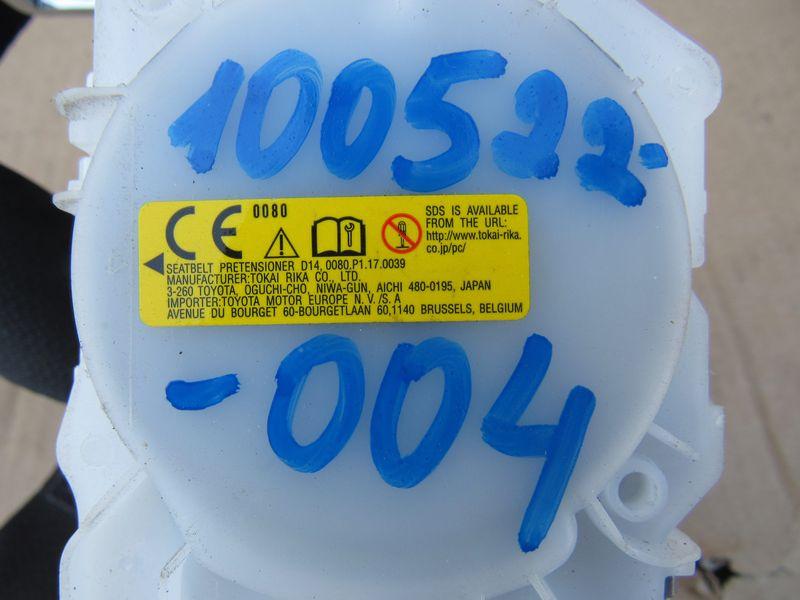 100522-
CE 0080
SDS IS AVAILABLE
FROM THE URL:
http://www.tokai-rika.
co.jp/pc/
SEATBELT PRETENSIONER D14, 0080.P1.17.0039
MANUFACTURER:TOKAI RIKA CO., LTD.
3-260 TOYOTA, OGUCHI-CHO, NIWA-GUN, AICHI 480-0195, JAPAN
IMPORTER:TOYOTA MOTOR EUROPE N.V./S.A
AVENUE DU BOURGET 60-BOURGETLAAN 60,1140 BRUSSELS, BELGIUM
-004